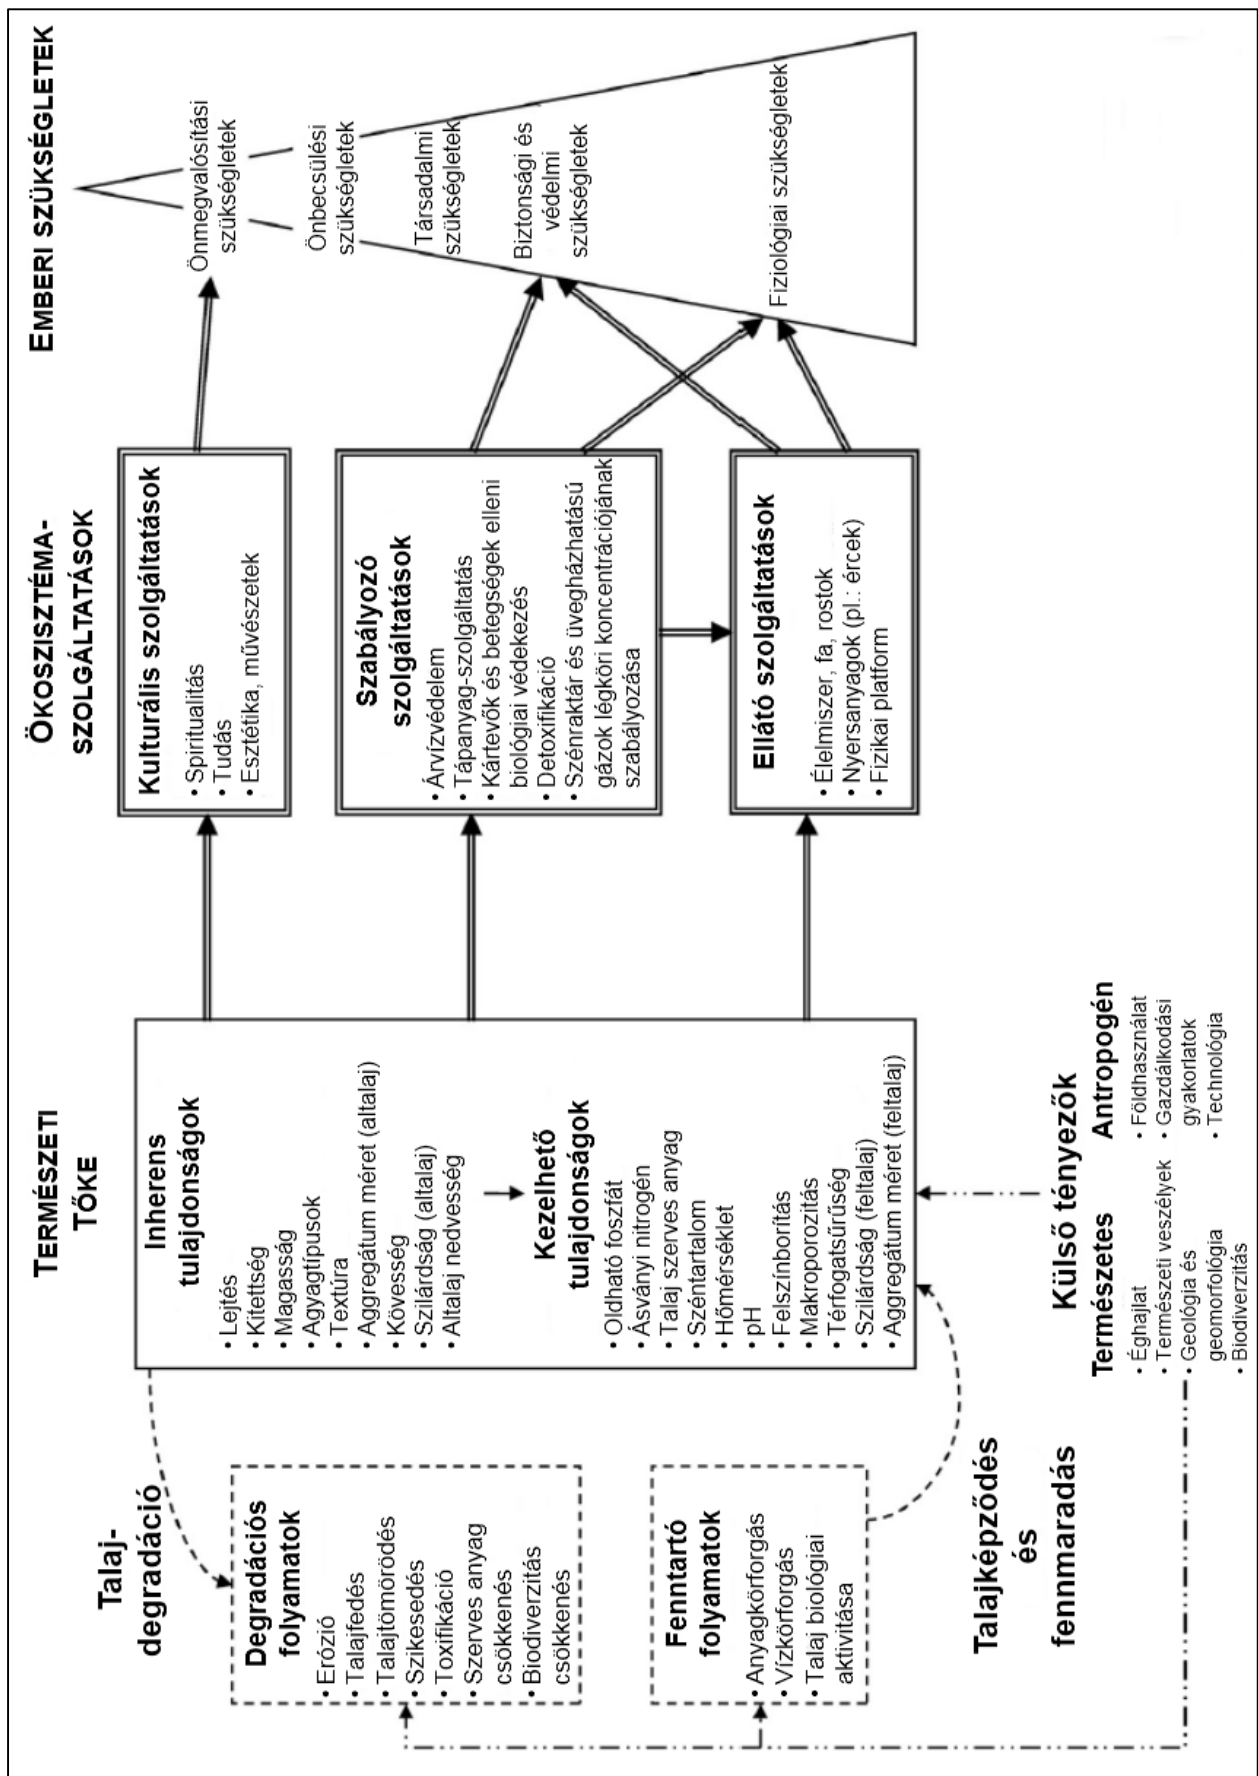 TERMÉSZETI
TŐKE
ÖKOSZISZTÉMA-
SZOLGÁLTATÁSOK
EMBERI SZÜKSÉGLETEK
Talaj-
degradáció
Degradációs
folyamatok
• Erózió
• Talajfedés
• Talajtömörödés
• Szikesedés
• Toxifikáció
• Szerves anyag
csökkenés
• Biodiverzitás
csökkenés
Fenntartó
folyamatok
• Anyagkörforgás
• Vízkörforgás
• Talaj biológiai
aktivitása
Talajképződés
és
fennmaradás
Inherens
tulajdonságok
• Lejtés
• Kitettség
• Magasság
• Agyagtípusok
• Textúra
• Aggregátum méret (altalaj)
• Kövesség
• Szilárdság (altalaj)
• Altalaj nedvesség
Kezelhető
tulajdonságok
• Oldható foszfát
• Ásványi nitrogén
• Talaj szerves anyag
• Széntartalom
• Hőmérséklet
• pH
• Felszínborítás
• Makroporozitás
• Térfogatsűrűség
• Szilárdság (feltalaj)
• Aggregátum méret (feltalaj)
Külső tényezők
Természetes
• Éghajlat
• Természeti veszélyek
• Geológia és
geomorfológia
• Biodiverzitás
Antropogén
• Földhasználat
• Gazdálkodási
gyakorlatok
• Technológia
Kulturális szolgáltatások
• Spiritualitás
• Tudás
• Esztétika, művészetek
Szabályozó
szolgáltatások
• Árvízvédelem
• Tápanyag-szolgáltatás
• Kártevők és betegségek elleni
biológiai védekezés
• Detoxifikáció
• Szénraktár és üvegházhatású
gázok légköri koncentrációjának
szabályozása
Ellátó szolgáltatások
• Élelmiszer, fa, rostok
• Nyersanyagok (pl.: ércek)
• Fizikai platform
Önmegvalósítási
szükségletek
Önbecsülési
szükségletek
Társadalmi
szükségletek
Biztonsági és
védelmi
szükségletek
Fiziológiai szükségletek